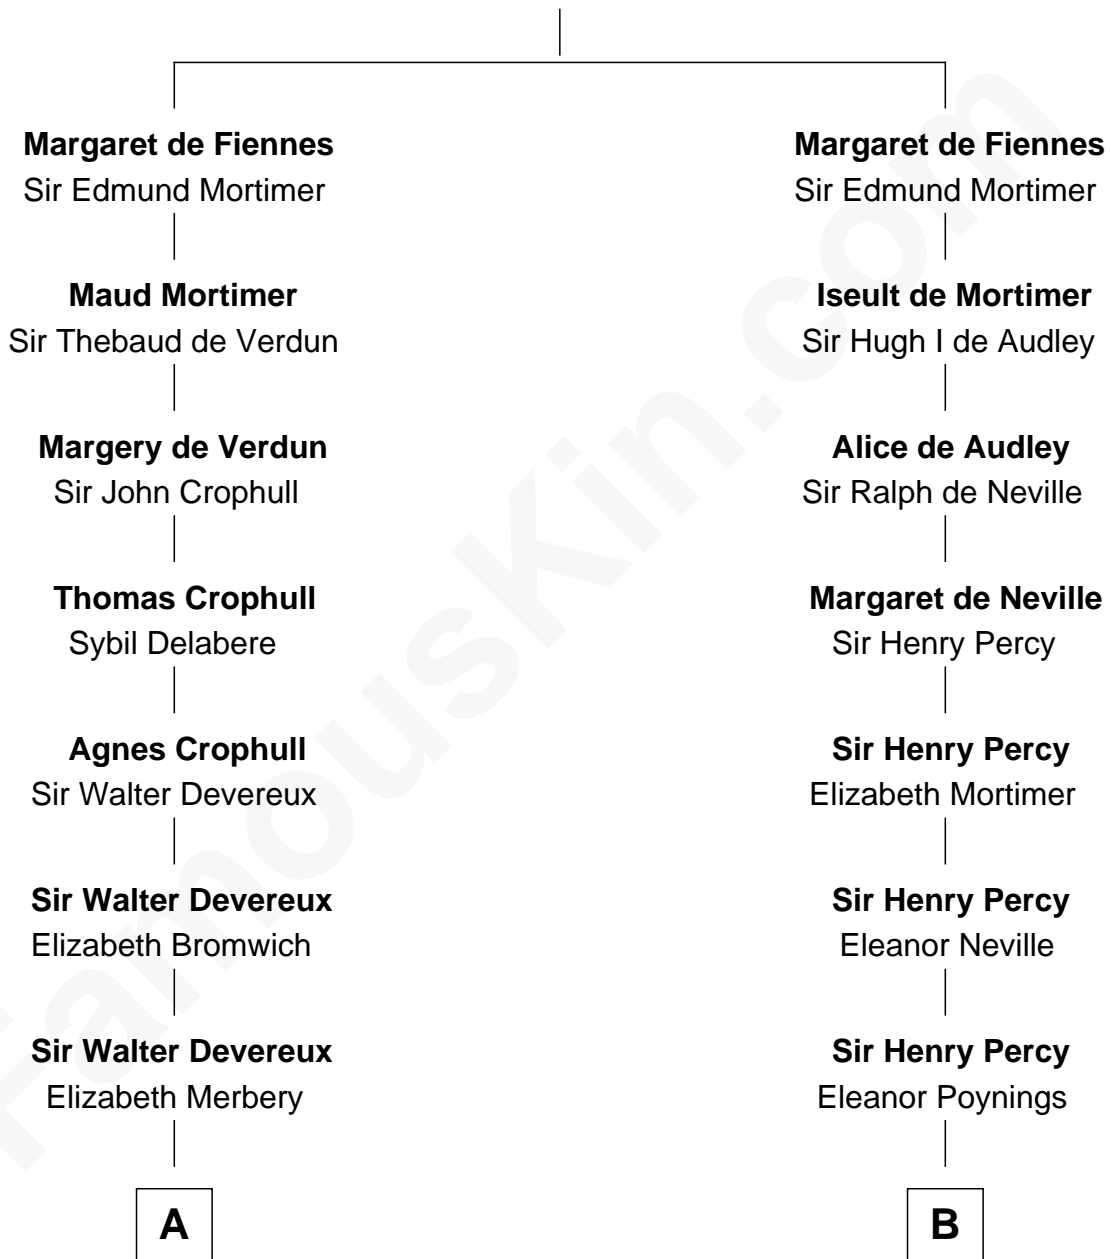 Margaret de Fiennes
Sir Edmund Mortimer
Maud Mortimer
Sir Thebaud de Verdun
Margery de Verdun
Sir John Crophull
Thomas Crophull
Sybil Delabere
Agnes Crophull
Sir Walter Devereux
Sir Walter Devereux
Elizabeth Bromwich
Sir Walter Devereux
Elizabeth Merbery
A
Margaret de Fiennes
Sir Edmund Mortimer
Iseult de Mortimer
Sir Hugh I de Audley
Alice de Audley
Sir Ralph de Neville
Margaret de Neville
Sir Henry Percy
Sir Henry Percy
Elizabeth Mortimer
Sir Henry Percy
Eleanor Neville
Sir Henry Percy
Eleanor Poynings
B
FamousKin.com